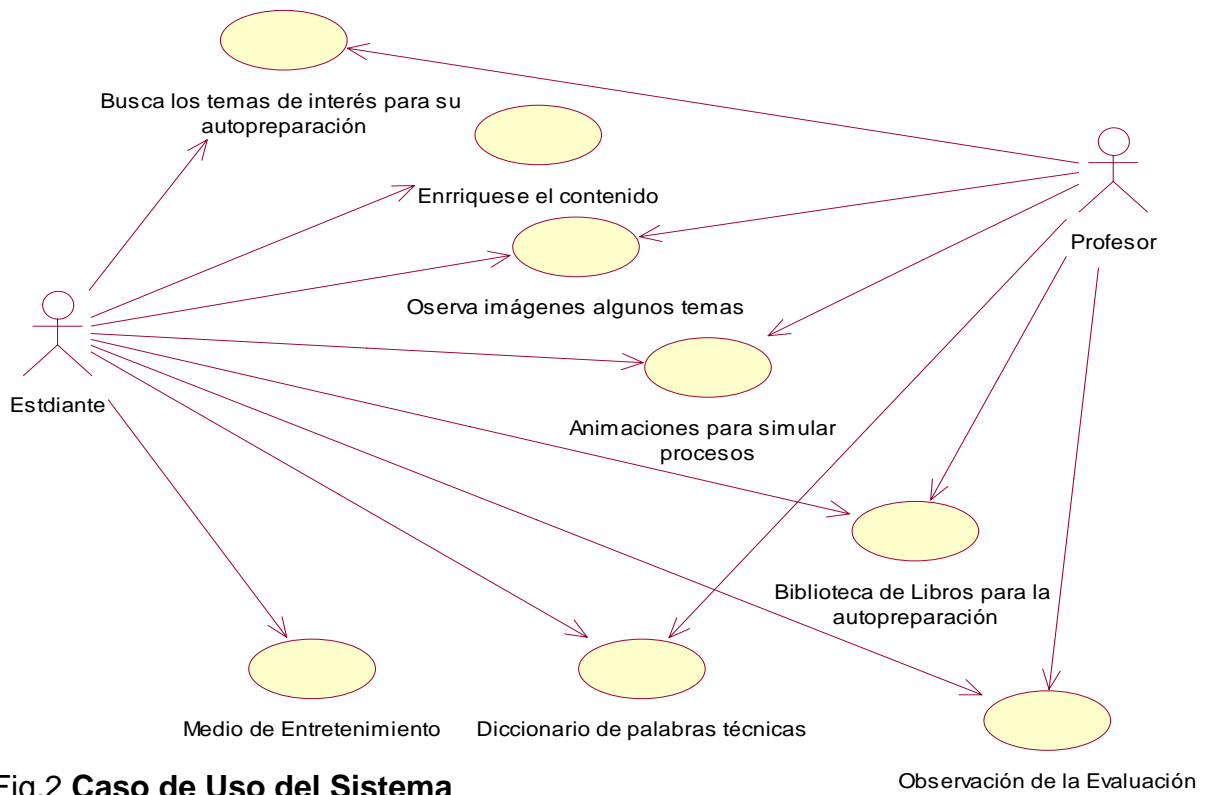 Busca los temas de interés para su
autopreparación
Enrriquese el contenido
Profesor
Oserva imágenes algunos temas
Estdiante
Animaciones para simular
procesos
Biblioteca de Libros para la
autopreparación
Medio de Entretenimiento
Diccionario de palabras técnicas
Observación de la Evaluación
Fig.2 Caso de Uso del Sistema